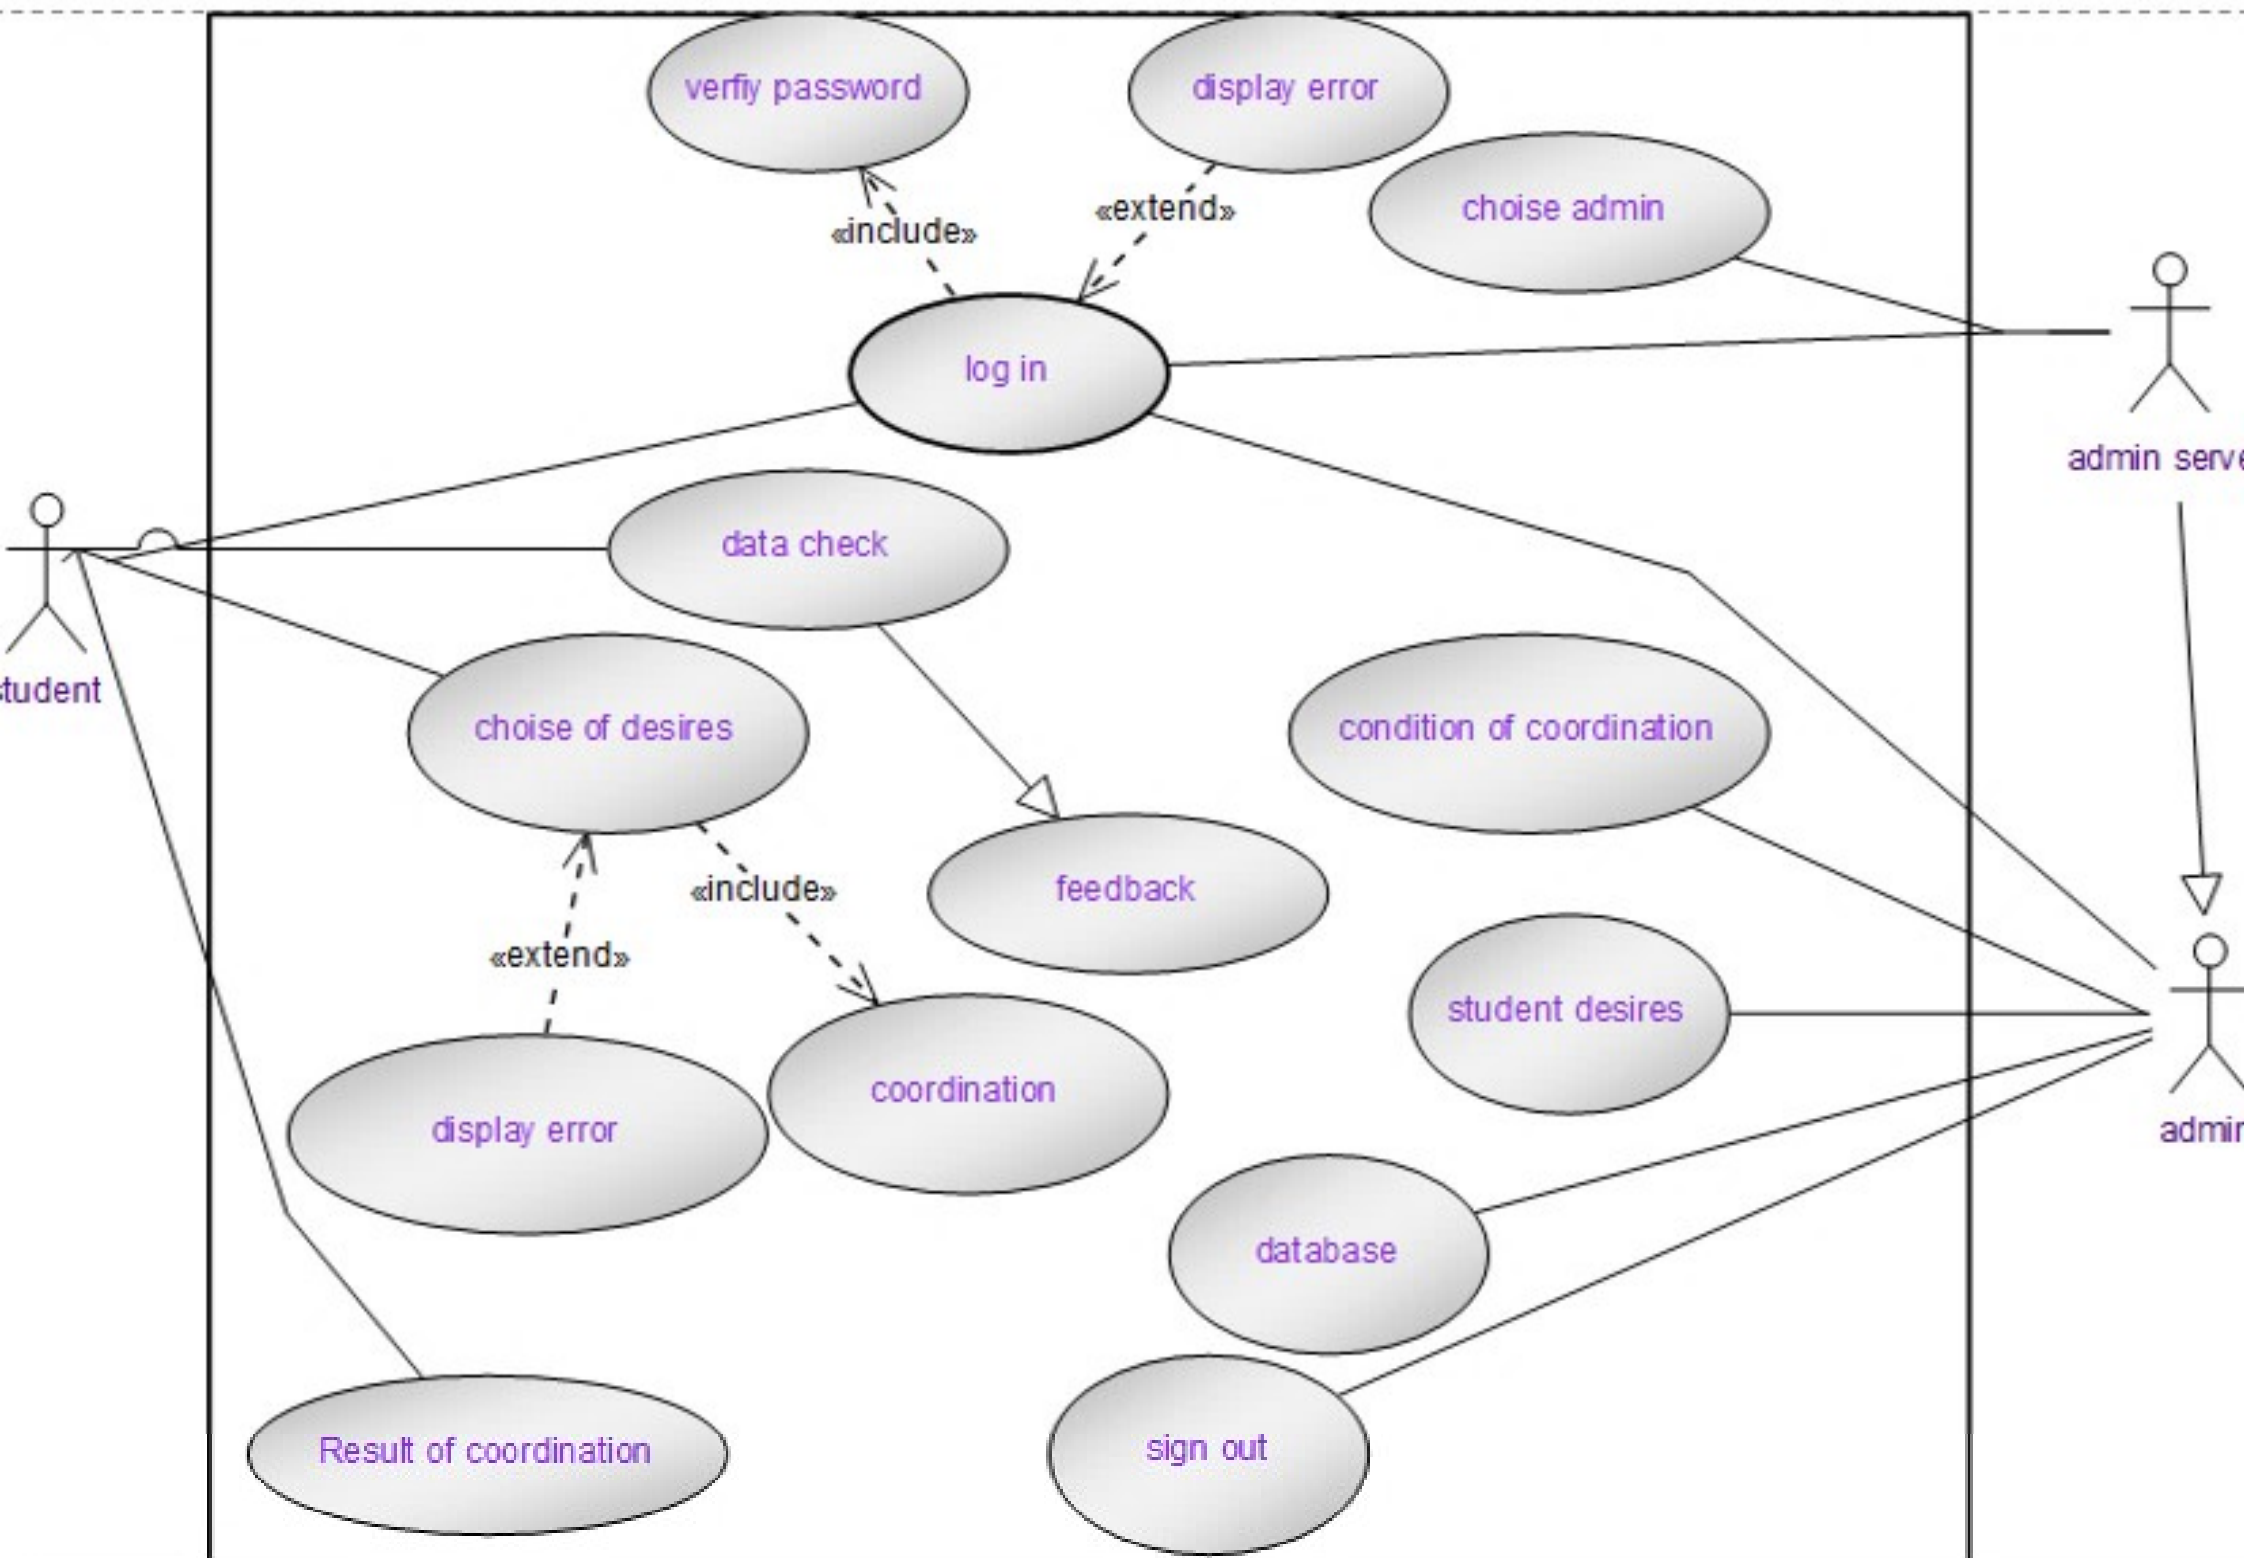 verfiy password
display error
choise admin
«extend»
«include»
log in
admin serve
data check
student
choise of desires
condition of coordination
«include»
feedback
«extend»
student desires
coordination
display error
admin
database
Result of coordination
sign out